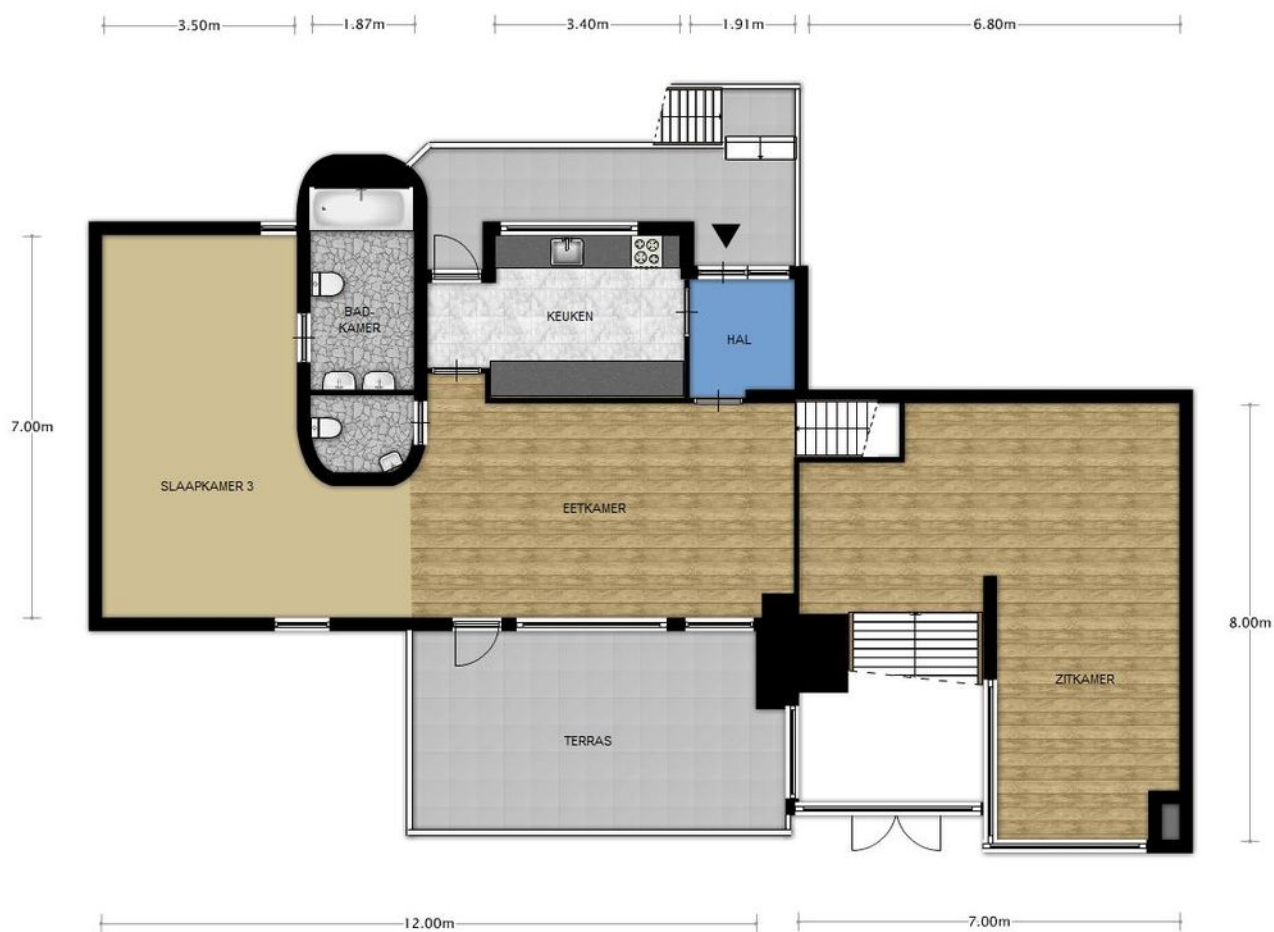 3.50m
1.87m
3.40m
1.91m
6.80m
BAD-
KAMER
KEUKEN
HAL
7.00m
SLAAPKAMER 3
EETKAMER
8.00m
ZITKAMER
TERRAS
12.00m
7.00m